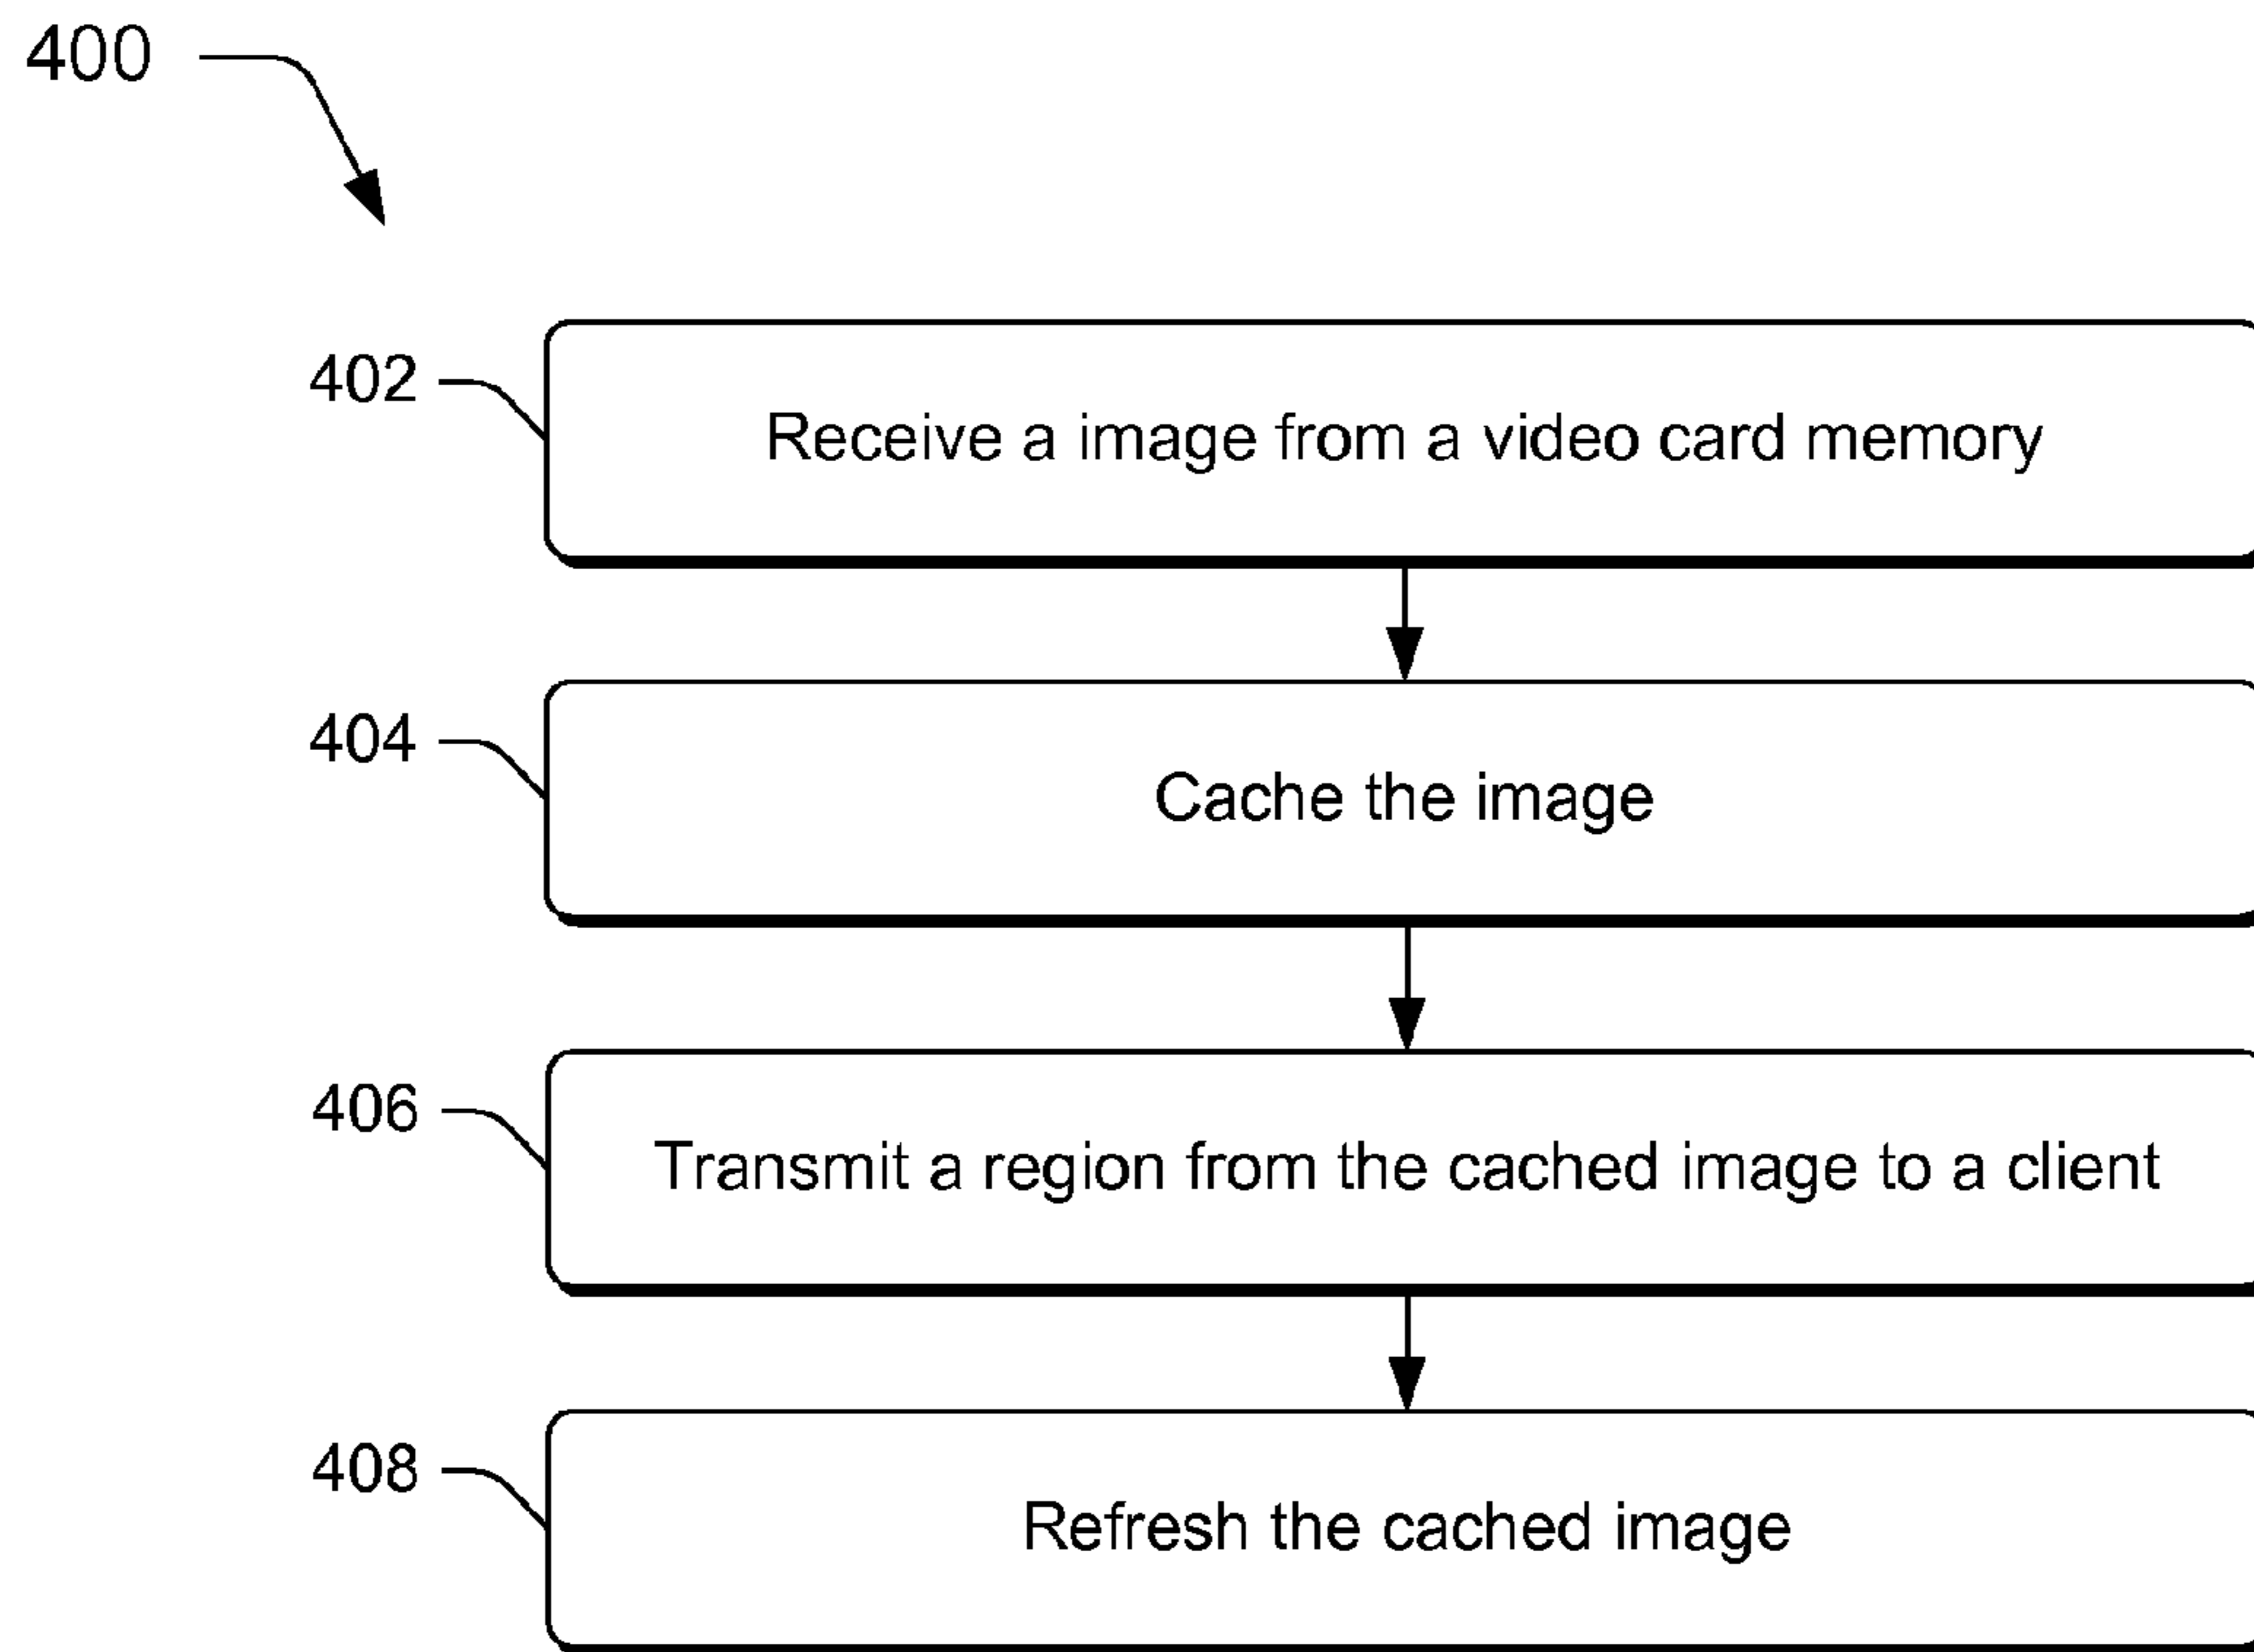 400
402
Receive a image from a video card memory
404
Cache the image
406
Transmit a region from the cached image to a client
408
Refresh the cached image